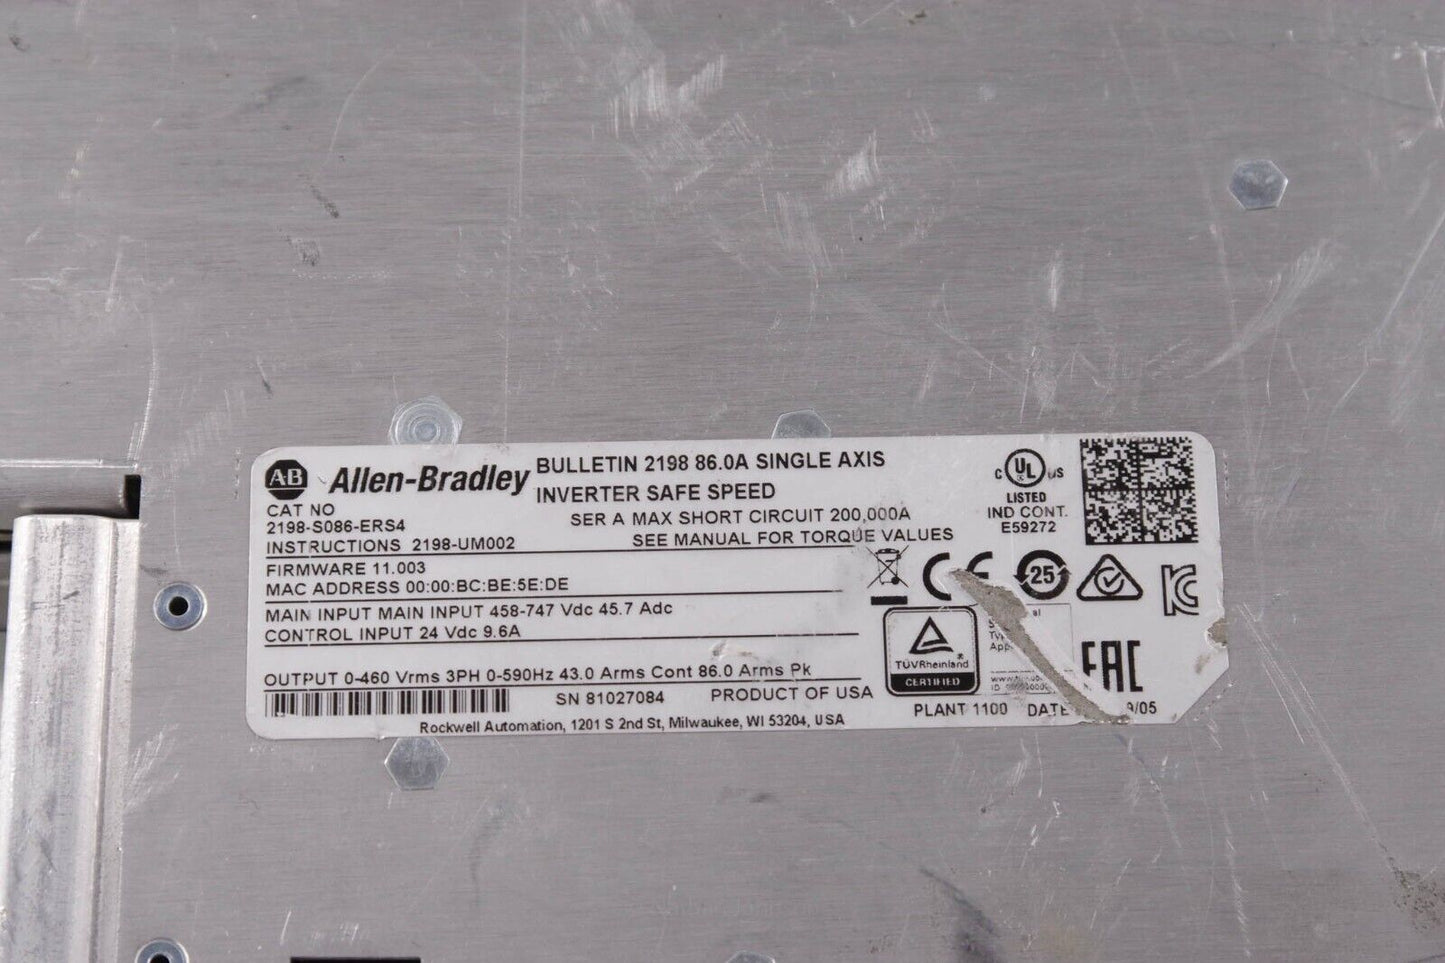 AB Allen-Bradley
BULLETIN 2198 86.0A SINGLE AXIS
INVERTER SAFE SPEED
CAT NO
2198-S086-ERS4
SER A MAX SHORT CIRCUIT 200,000A
INSTRUCTIONS 2198-UM002
SEE MANUAL FOR TORQUE VALUES
FIRMWARE 11.003
MAC ADDRESS 00:00:BC:BE:5E:DE
MAIN INPUT MAIN INPUT 458-747 Vdc 45.7 Adc
CONTROL INPUT 24 Vdc 9.6A
OUTPUT 0-460 Vrms 3PH 0-590Hz 43.0 Arms Cont 86.0 Arms Pk
SN 81027084
PRODUCT OF USA
Rockwell Automation, 1201 S 2nd St, Milwaukee, WI 53204, USA
C UL US
LISTED
IND CONT.
E59272
CE
25
KC
TÜVRheinland
CERTIFIED
EAC
PLANT 1100 DATE 9/05